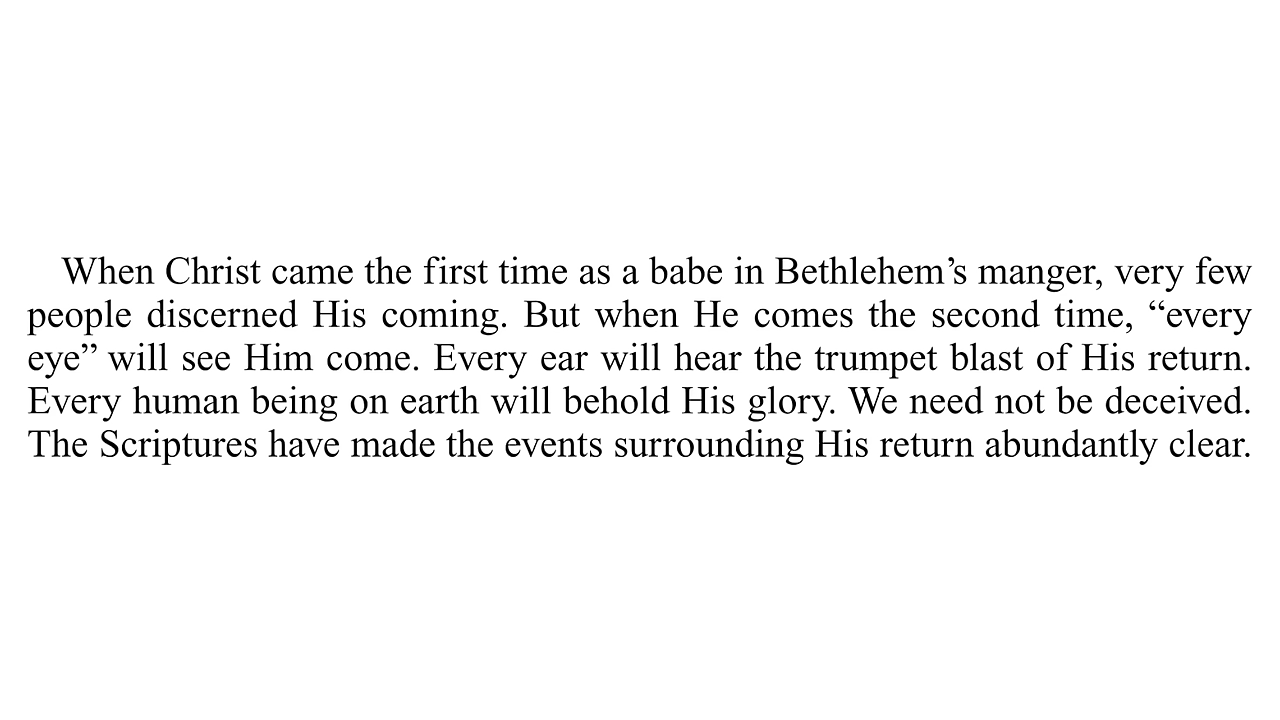 When Christ came the first time as a babe in Bethlehem’s manger, very few
people discerned His coming. But when He comes the second time, “every
eye” will see Him come. Every ear will hear the trumpet blast of His return.
Every human being on earth will behold His glory. We need not be deceived.
The Scriptures have made the events surrounding His return abundantly clear.